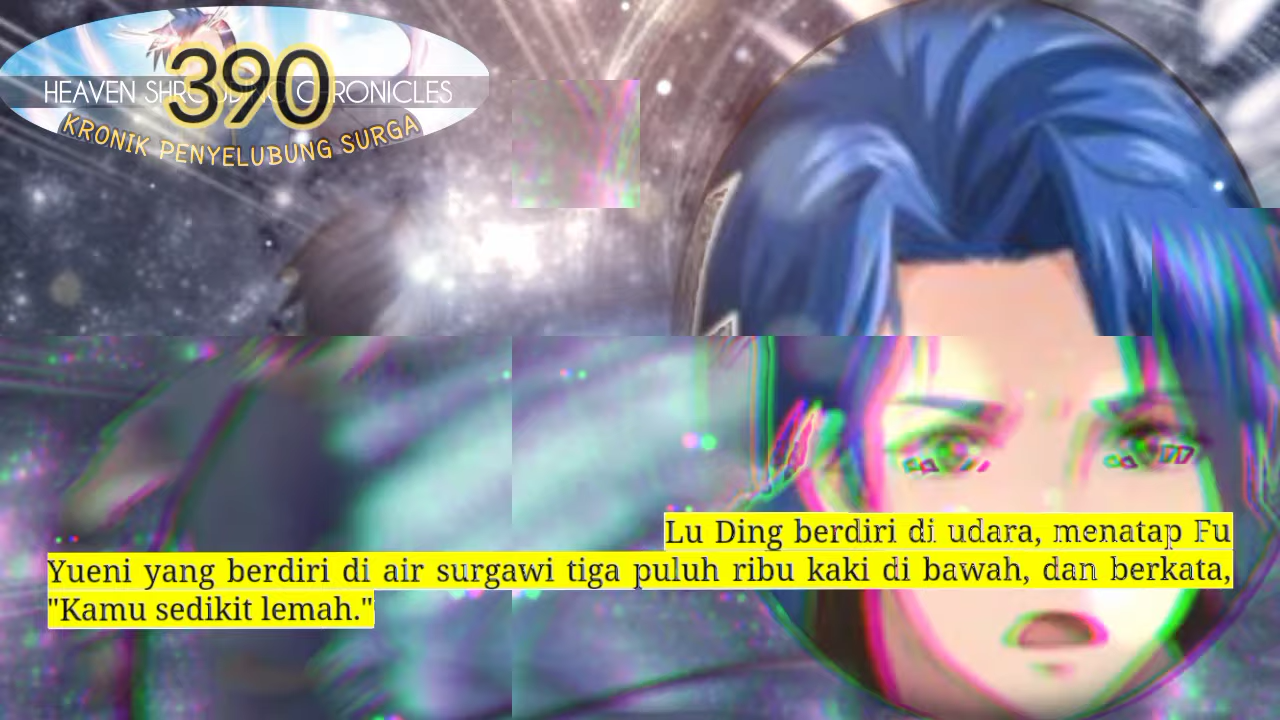 390
HEAVEN SHROUDING CHRONICLES
KRONIK PENYELUBUNG SURGA
Lu Ding berdiri di udara, menatap Fu
Yueni yang berdiri di air surgawi tiga puluh ribu kaki di bawah, dan berkata,
"Kamu sedikit lemah."